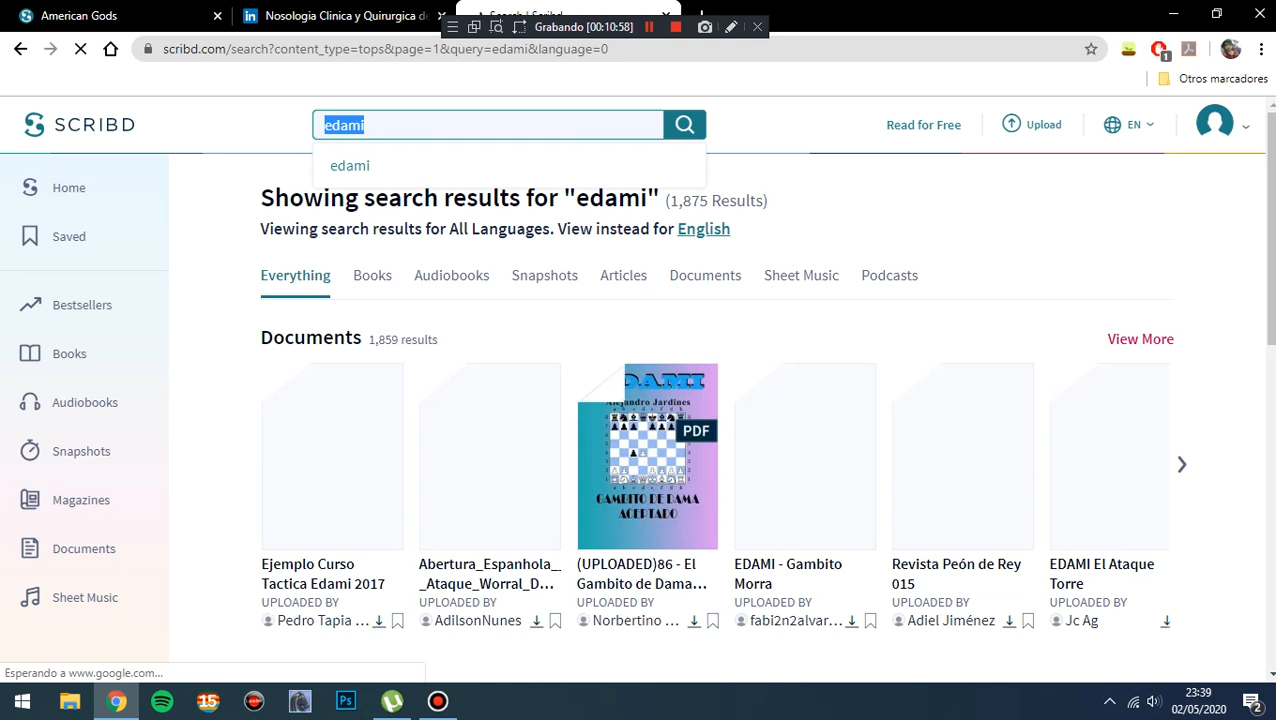 American Gods
Nosologia Clinica y Quirurgica de
Grabando [00:10:58]
scribd.com/search?content_type=tops&page=1&query=edami&language=0
1
Otros marcadores
SCRIBD
edami
Read for Free
Upload
EN
edami
Home
Saved
Bestsellers
Books
Audiobooks
Snapshots
Magazines
Documents
Sheet Music
Showing search results for "edami" (1,875 Results)
Viewing search results for All Languages. View instead for English
Everything Books Audiobooks Snapshots Articles Documents Sheet Music Podcasts
Documents 1,859 results
View More
EDAMI
Alejandro Jardines
PDF
GAMBITO DE DAMA
ACEPTADO
Ejemplo Curso
Tactica Edami 2017
UPLOADED BY
Pedro Tapia ...
Abertura_Espanhola_
_Ataque_Worral_D...
UPLOADED BY
AdilsonNunes
(UPLOADED)86 - El
Gambito de Dama...
UPLOADED BY
Norbertino ...
EDAMI - Gambito
Morra
UPLOADED BY
fabi2n2alvar...
Revista Peón de Rey
015
UPLOADED BY
Adiel Jiménez
EDAMI El Ataque
Torre
UPLOADED BY
Jc Ag
Esperando a www.google.com...
15
Ps
23:39
02/05/2020
2